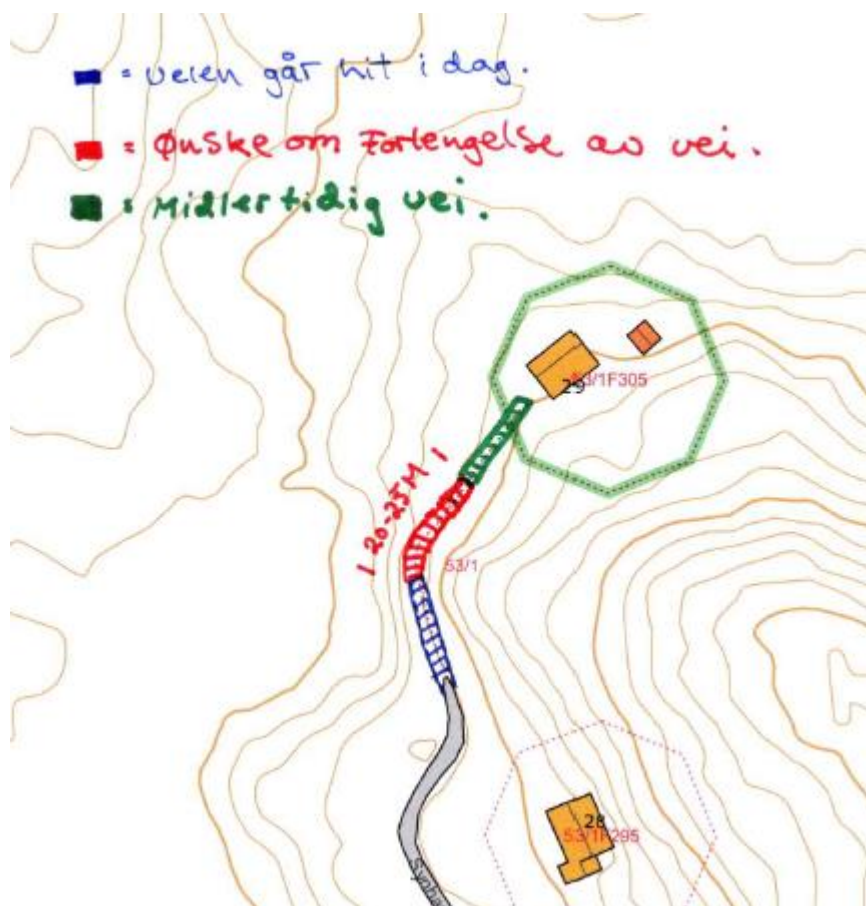 = veien går hit i dag.
= Ønske om Forlengelse av vei.
= Midlertidig vei.
53/1F305
29
20-25M
53/1
28
53/1F295